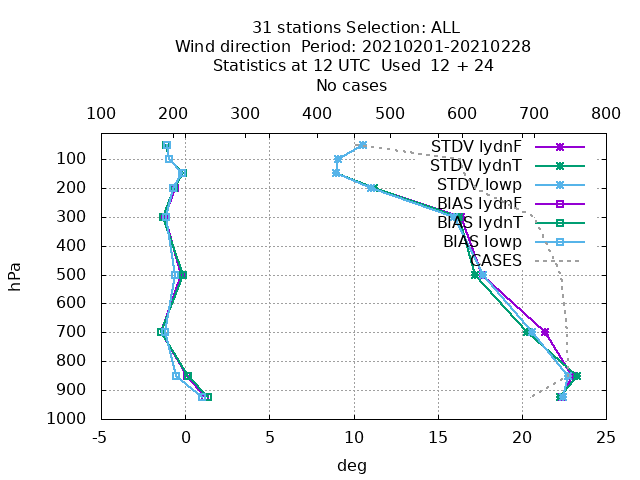 31 stations Selection: ALL
Wind direction  Period: 20210201-20210228
Statistics at 12 UTC  Used  12 + 24
No cases
100 200 300 400 500 600 700 800
STDV lydnF
STDV lydnT
STDV lowp
BIAS lydnF
BIAS lydnT
BIAS lowp
CASES
hPa
100
200
300
400
500
600
700
800
900
1000
-5 0 5 10 15 20 25
deg